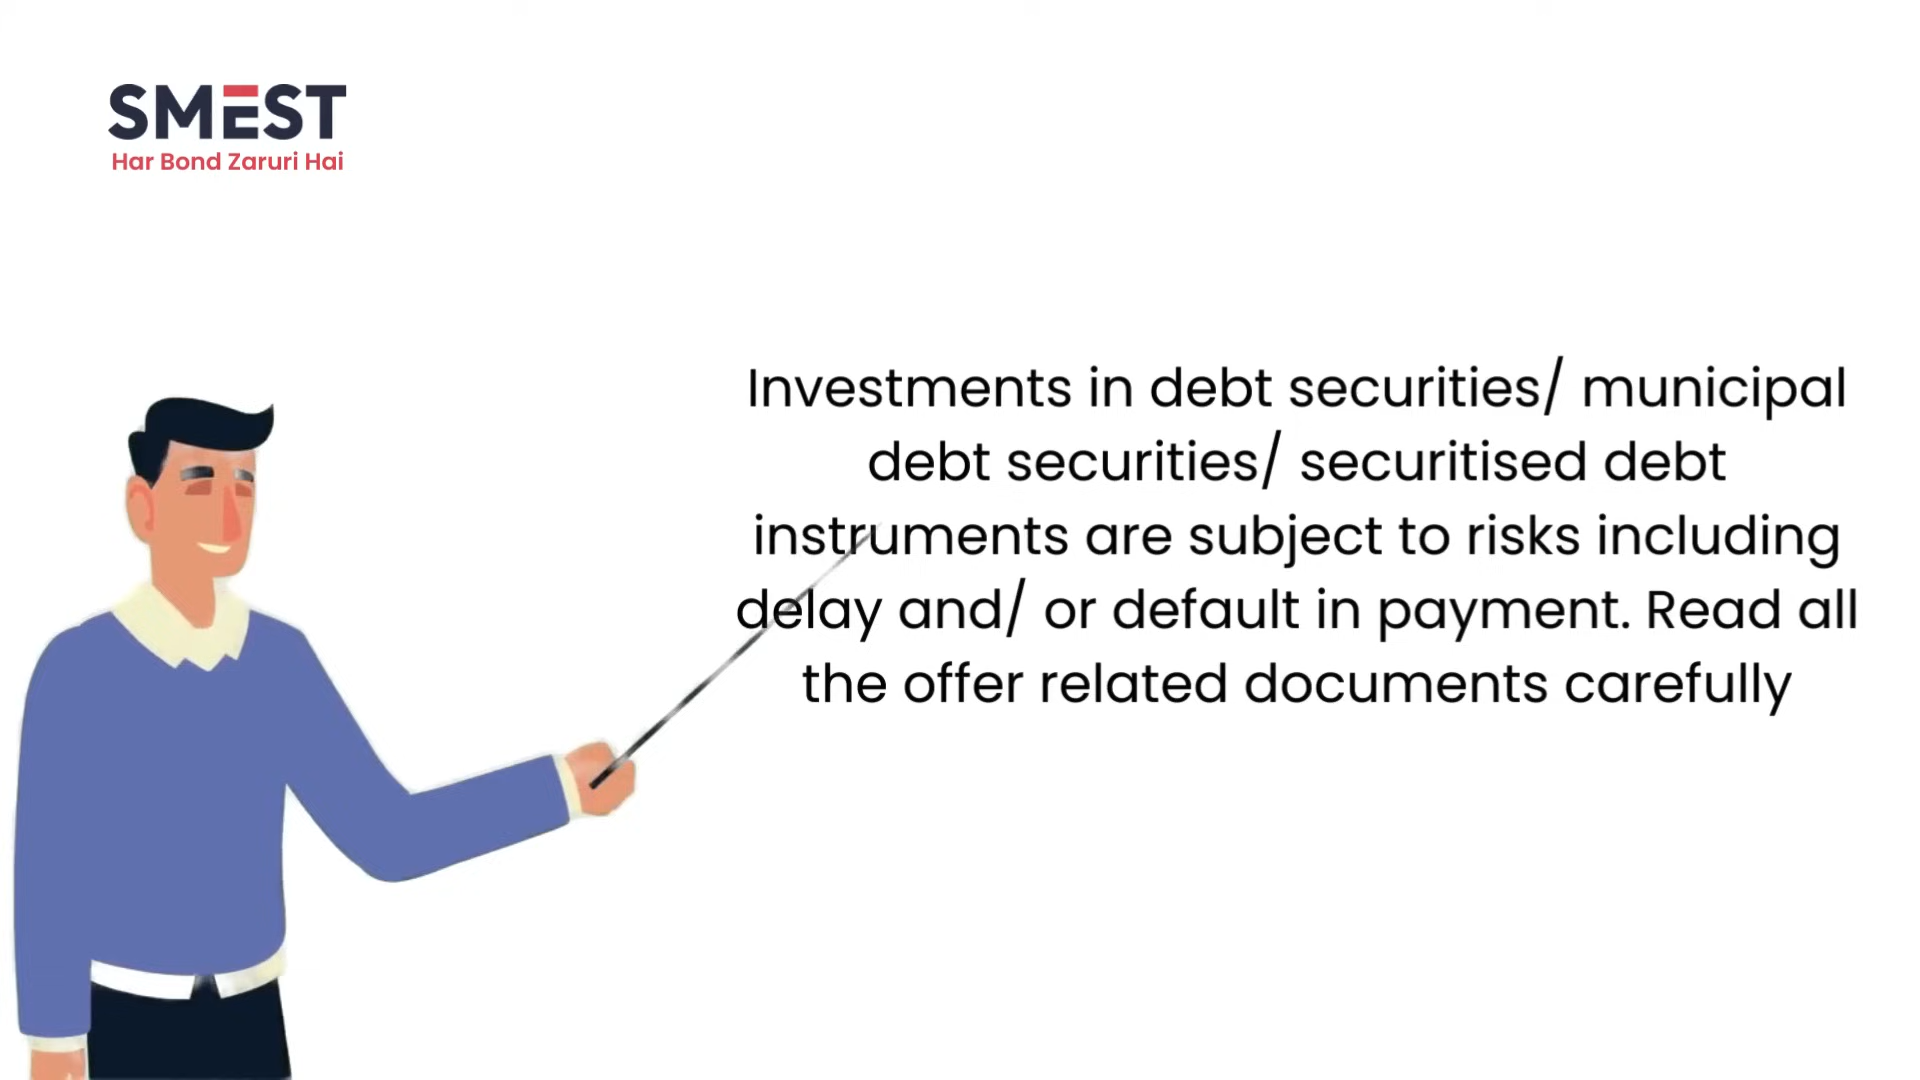 SMEST
Har Bond Zaruri Hai
Investments in debt securities/ municipal
debt securities/ securitised debt
instruments are subject to risks including
delay and/ or default in payment. Read all
the offer related documents carefully